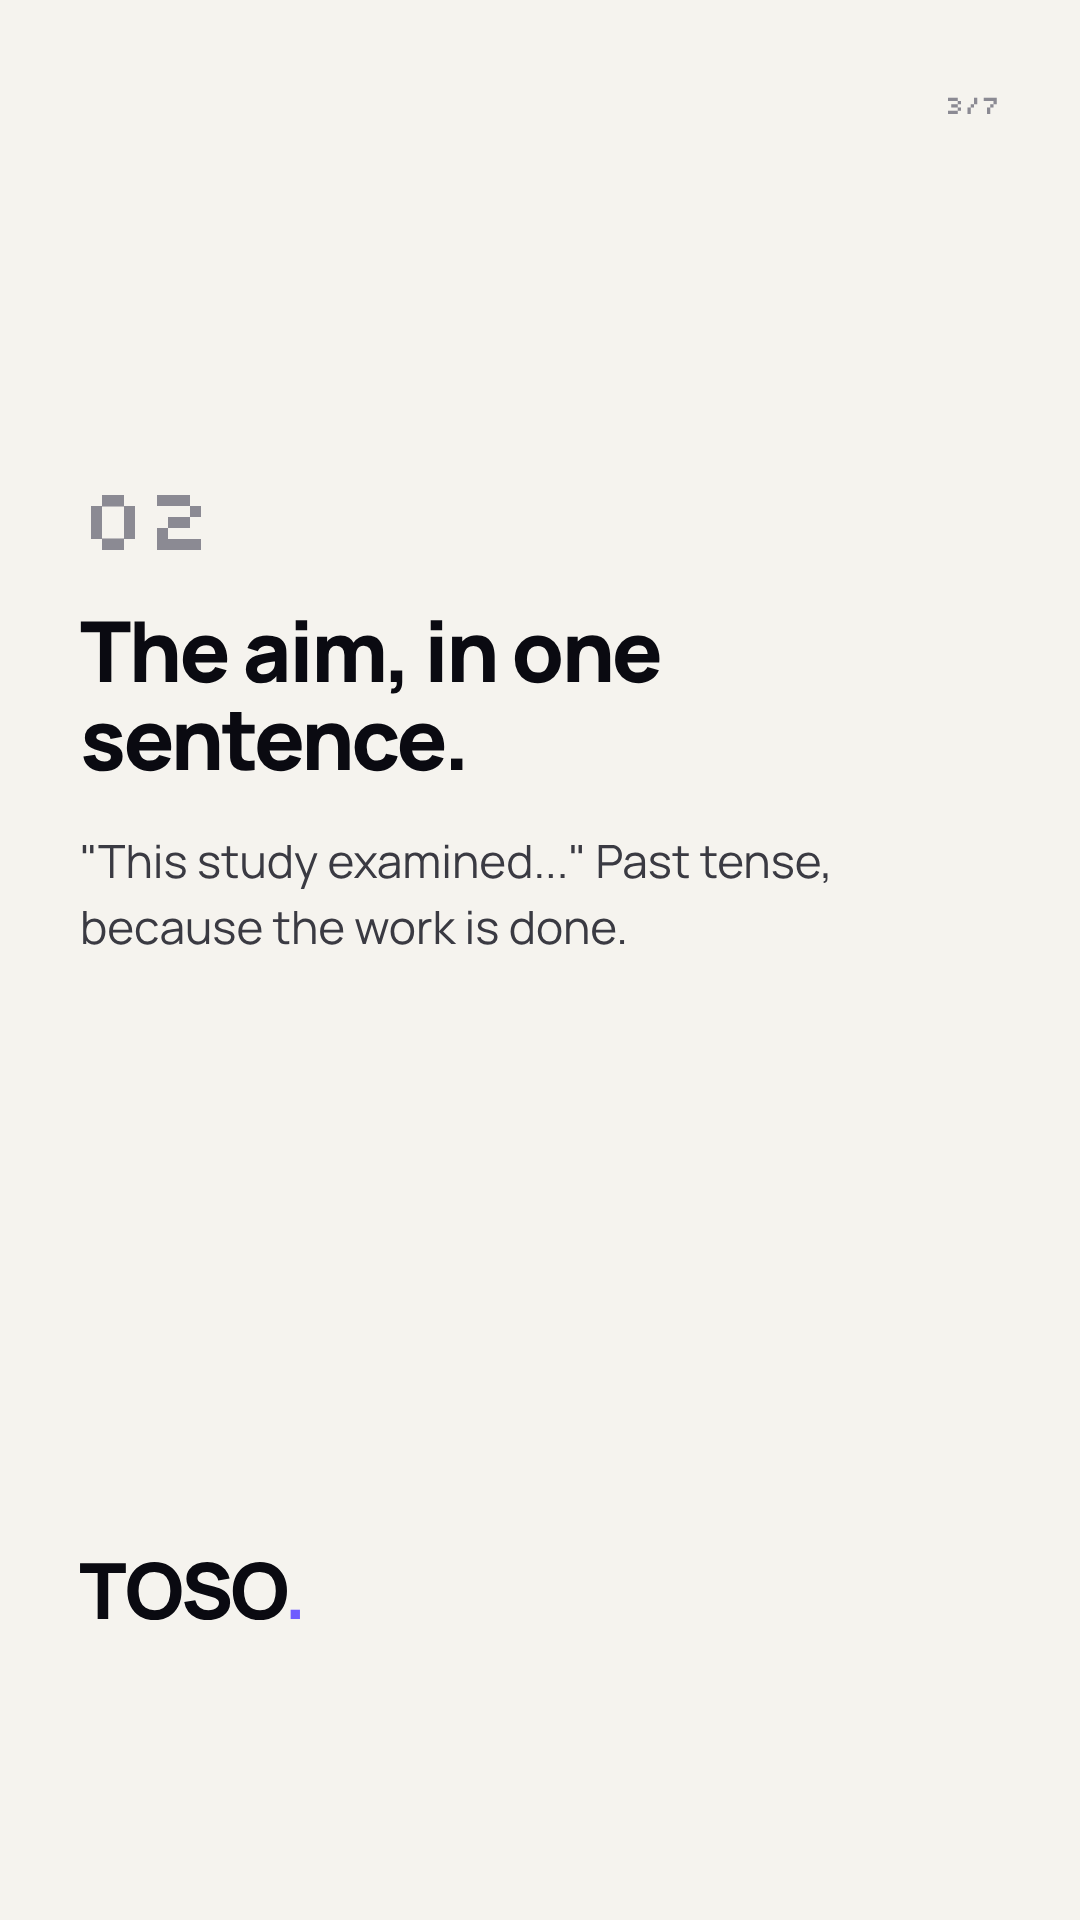 3/7
02
The aim, in one
sentence.
"This study examined..." Past tense,
because the work is done.
TOSO.